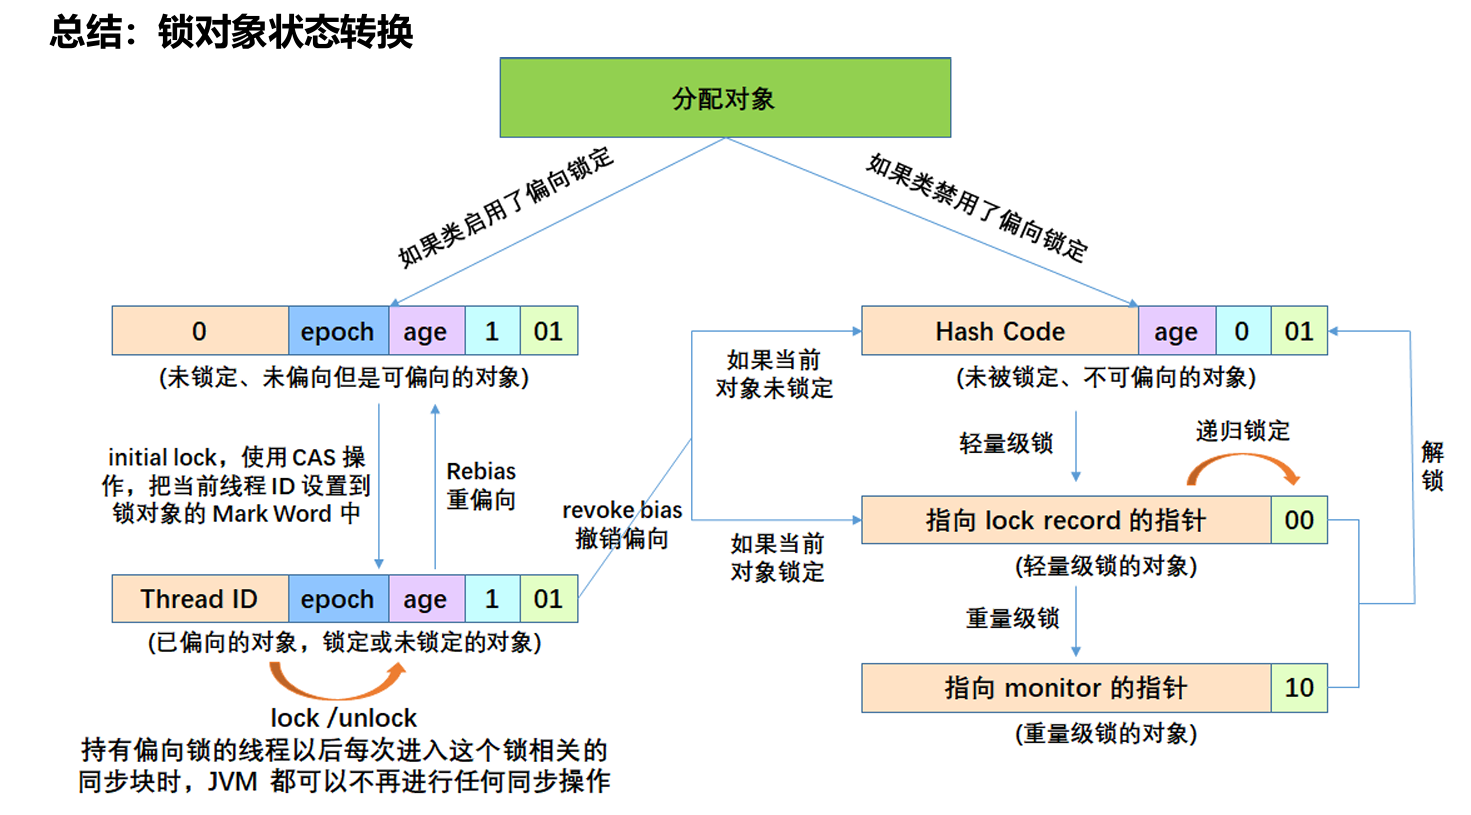 总结：锁对象状态转换
分配对象
如果类启用了偏向锁定
如果类禁用了偏向锁定
0 epoch age 1 01
(未锁定、未偏向但是可偏向的对象)
Hash Code age 0 01
(未被锁定、不可偏向的对象)
如果当前
对象未锁定
initial lock，使用 CAS 操
作，把当前线程 ID 设置到
锁对象的 Mark Word 中
Rebias
重偏向
revoke bias
撤销偏向
轻量级锁
递归锁定
解
锁
指向 lock record 的指针 00
(轻量级锁的对象)
如果当前
对象锁定
Thread ID epoch age 1 01
(已偏向的对象，锁定或未锁定的对象)
重量级锁
指向 monitor 的指针 10
(重量级锁的对象)
lock /unlock
持有偏向锁的线程以后每次进入这个锁相关的
同步块时，JVM 都可以不再进行任何同步操作